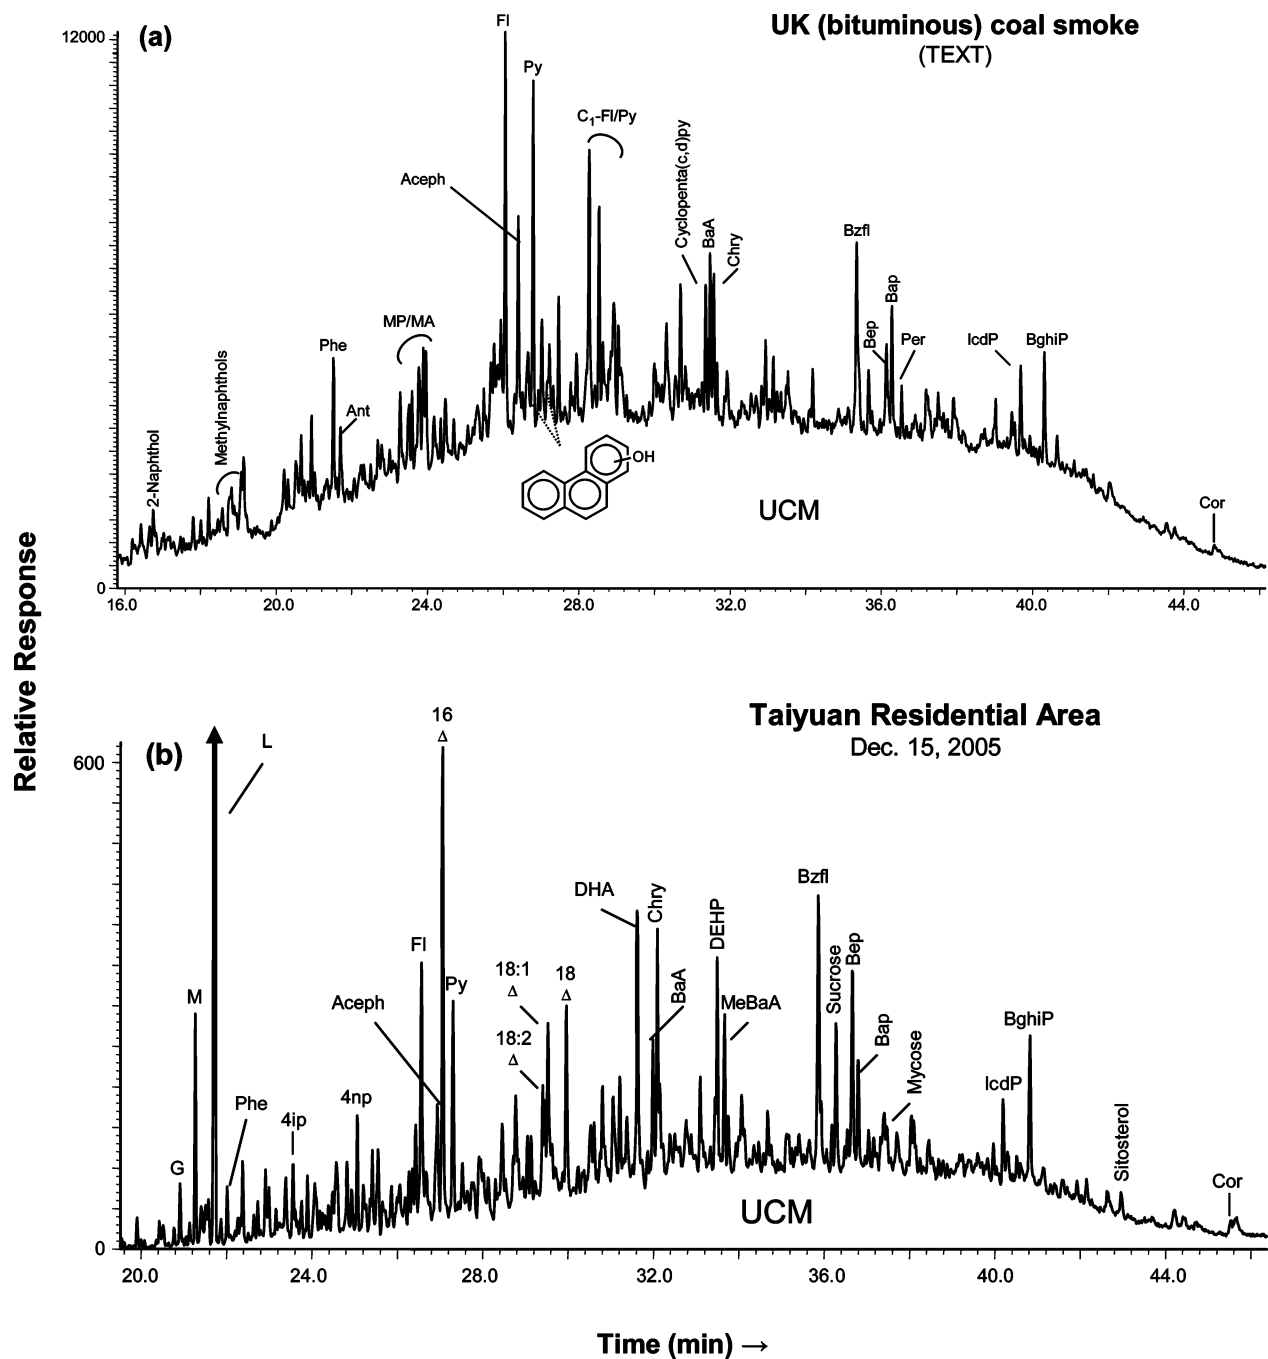 (a)
UK (bituminous) coal smoke
(TEXT)
12000
Fl
Py
C1-Fl/Py
Aceph
Cyclopenta(c,d)py
BaA
Chry
Bzfl
Bep
Bap
Per
IcdP
BghiP
MP/MA
Phe
Ant
Methylnaphthols
2-Naphthol
OH
UCM
Cor
0
16.0 20.0 24.0 28.0 32.0 36.0 40.0 44.0
Relative Response
(b)
Taiyuan Residential Area
Dec. 15, 2005
600
L
16
Δ
M
G
Phe
4ip
4np
Aceph
Fl
Py
18:1
Δ
18:2
Δ
18
Δ
DHA
Chry
BaA
DEHP
MeBaA
Bzfl
Sucrose
Bep
Bap
Mycose
IcdP
BghiP
Sitosterol
Cor
UCM
0
20.0 24.0 28.0 32.0 36.0 40.0 44.0
Time (min) →